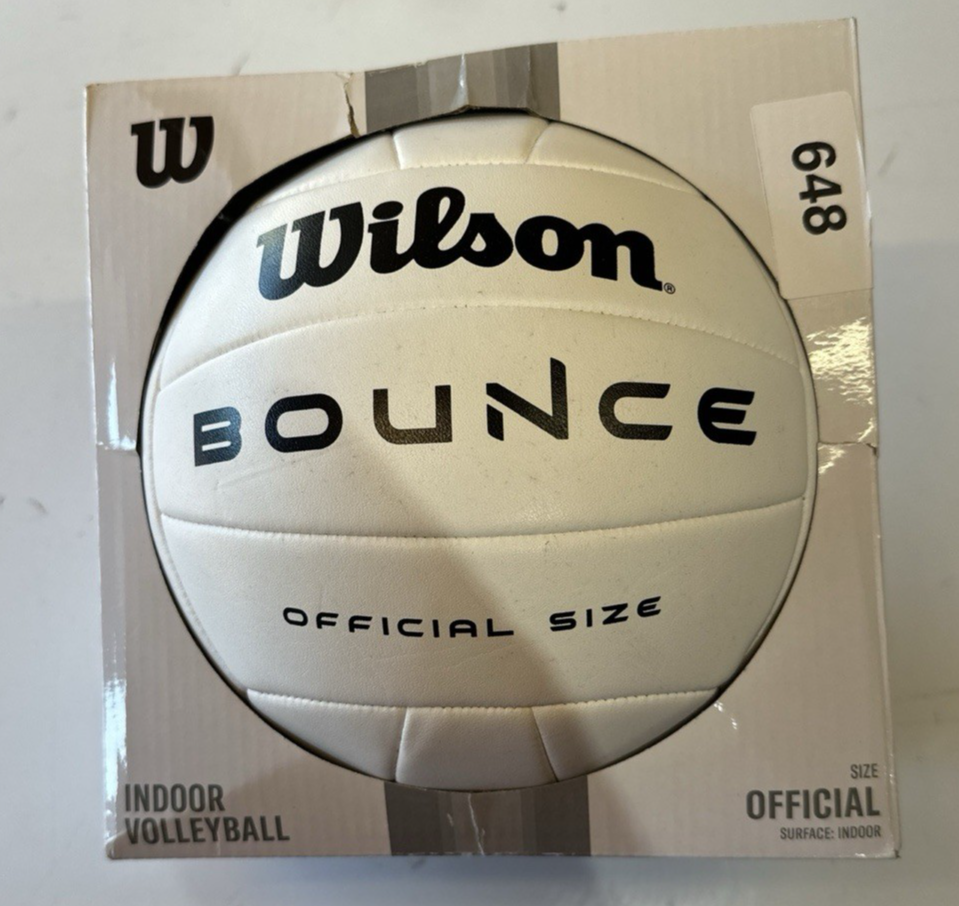 W
648
Wilson®
BOUNCE
OFFICIAL SIZE
INDOOR
VOLLEYBALL
SIZE
OFFICIAL
SURFACE: INDOOR